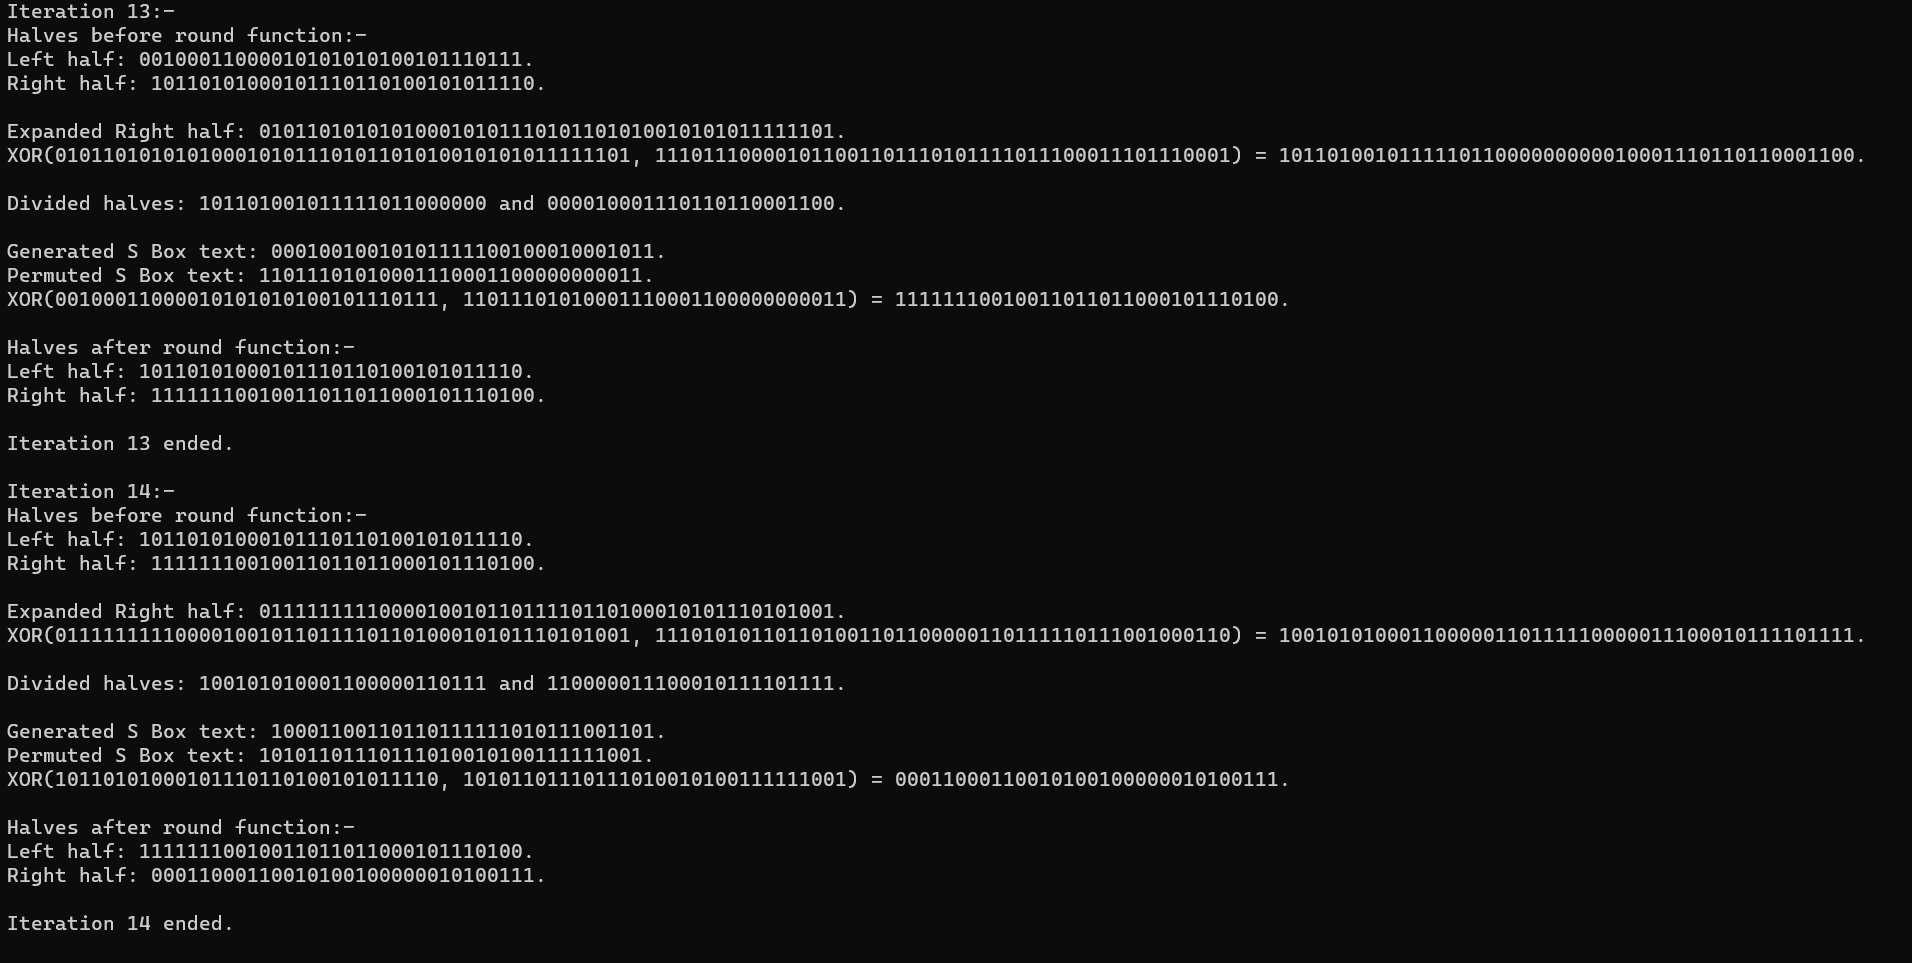 Iteration 13:-
Halves before round function:-
Left half: 00100011000010101010100101110111.
Right half: 10110101000101110110100101011110.
Expanded Right half: 010110101010100010101110101101010010101011111101.
XOR(010110101010100010101110101101010010101011111101, 111011100001011001101110101111011100011101110001) = 101101001011111011000000000010001110110110001100.
Divided halves: 101101001011111011000000 and 000010001110110110001100.
Generated S Box text: 00010010010101111100100010001011.
Permuted S Box text: 11011101010001110001100000000011.
XOR(00100011000010101010100101110111, 11011101010001110001100000000011) = 11111110010011011011000101110100.
Halves after round function:-
Left half: 10110101000101110110100101011110.
Right half: 11111110010011011011000101110100.
Iteration 13 ended.
Iteration 14:-
Halves before round function:-
Left half: 10110101000101110110100101011110.
Right half: 11111110010011011011000101110100.
Expanded Right half: 011111111100001001011011110110100010101110101001.
XOR(011111111100001001011011110110100010101110101001, 111010101101101001101100000110111110111001000110) = 100101010001100000110111110000011100010111101111.
Divided halves: 100101010001100000110111 and 110000011100010111101111.
Generated S Box text: 10001100110110111111010111001101.
Permuted S Box text: 10101101110111010010100111111001.
XOR(10110101000101110110100101011110, 10101101110111010010100111111001) = 00011000110010100100000010100111.
Halves after round function:-
Left half: 11111110010011011011000101110100.
Right half: 00011000110010100100000010100111.
Iteration 14 ended.